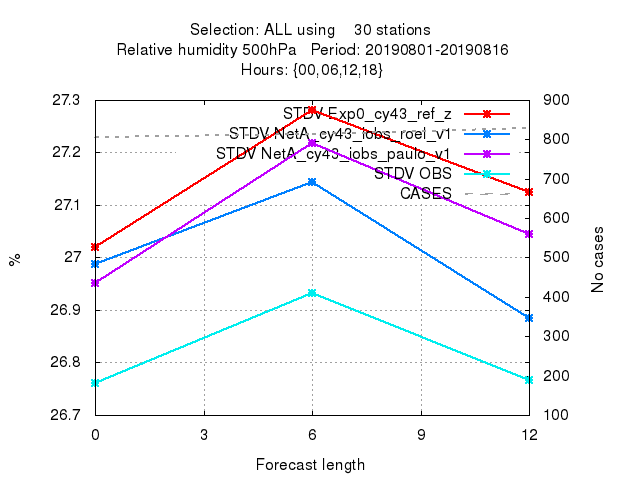 Selection: ALL using    30 stations
Relative humidity 500hPa   Period: 20190801-20190816
Hours: {00,06,12,18}
27.3
27.2
27.1
27
26.9
26.8
26.7
900
800
700
600
500
400
300
200
100
STDV Exp0_cy43_ref_z
STDV NetA_cy43_iobs_roel_v1
STDV NetA_cy43_iobs_paulo_v1
STDV OBS
CASES
%
No cases
0 3 6 9 12
Forecast length